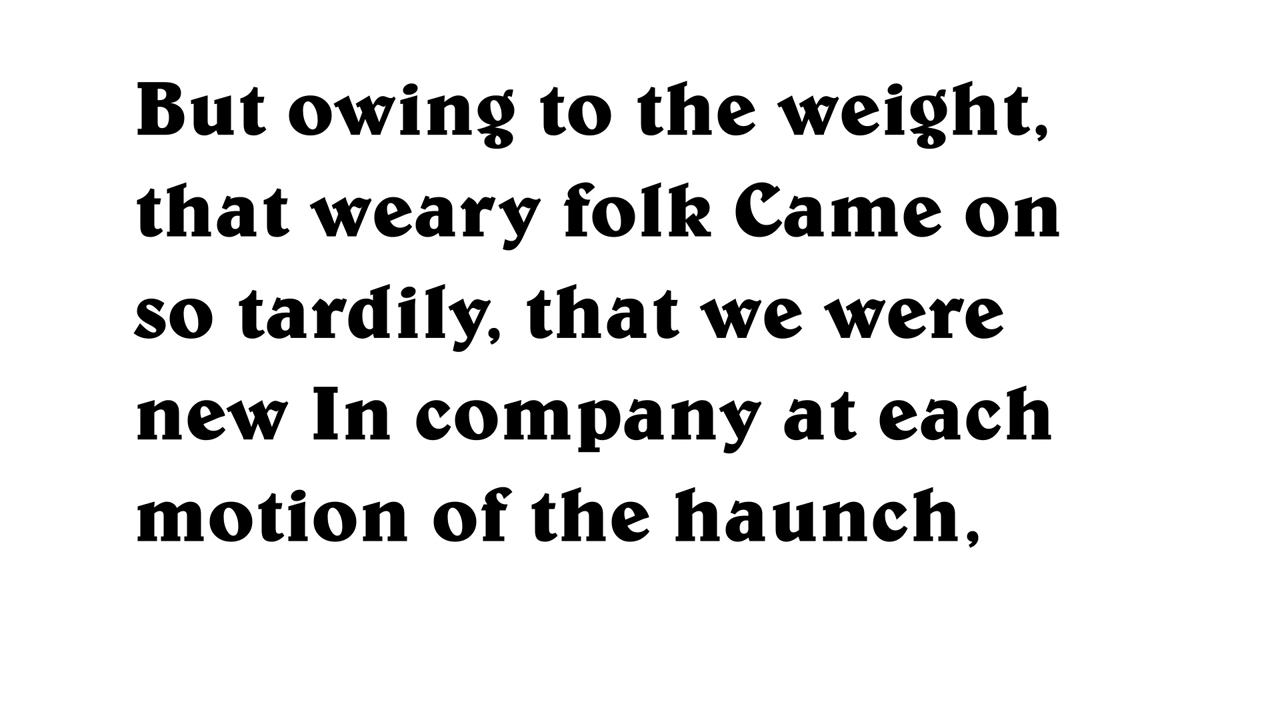 But owing to the weight,
that weary folk Came on
so tardily, that we were
new In company at each
motion of the haunch,